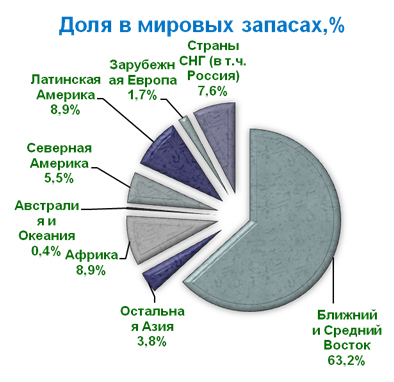 Доля в мировых запасах,%
Страны
СНГ (в т.ч.
Россия)
7,6%
Зарубежн
ая Европа
1,7%
Латинская
Америка
8,9%
Северная
Америка
5,5%
Австрали
я и
Океания
0,4%
Африка
8,9%
Остальна
я Азия
3,8%
Ближний
и Средний
Восток
63,2%